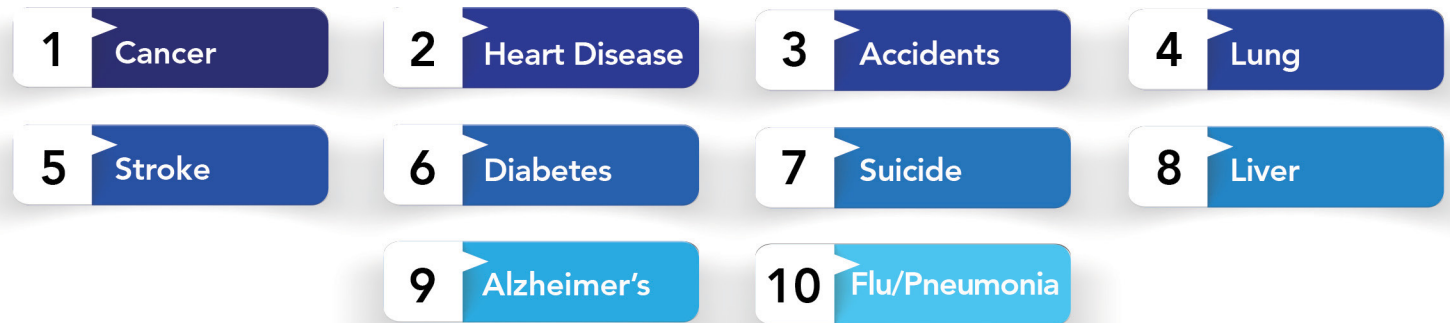 1 Cancer
2 Heart Disease
3 Accidents
4 Lung
5 Stroke
6 Diabetes
7 Suicide
8 Liver
9 Alzheimer’s
10 Flu/Pneumonia